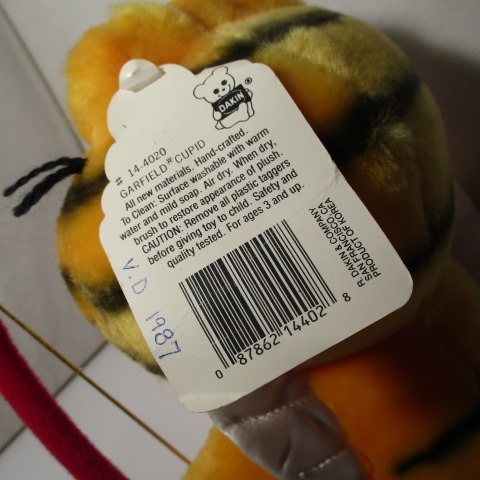 DAKIN
®
# 14-4020
GARFIELD® CUPID
All new materials. Hand-crafted.
To Clean: Surface washable with warm
water and mild soap. Air dry. When dry,
brush to restore appearance of plush.
CAUTION: Remove all plastic taggers
before giving toy to child. Safety and
quality tested. For ages 3 and up.
R. DAKIN & COMPANY
SAN FRANCISCO, CA
PRODUCT OF KOREA
V.D 1987
0 87862 14402 8